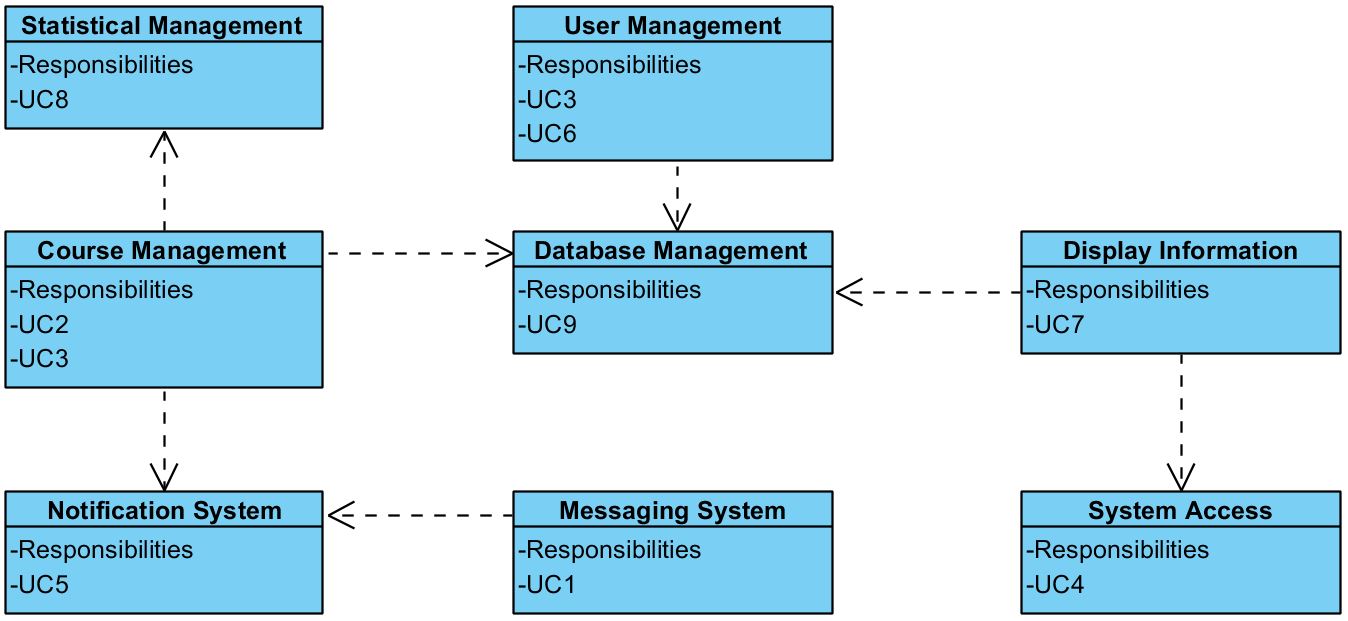 Statistical Management
-Responsibilities
-UC8
User Management
-Responsibilities
-UC3
-UC6
Course Management
-Responsibilities
-UC2
-UC3
Database Management
-Responsibilities
-UC9
Display Information
-Responsibilities
-UC7
Notification System
-Responsibilities
-UC5
Messaging System
-Responsibilities
-UC1
System Access
-Responsibilities
-UC4